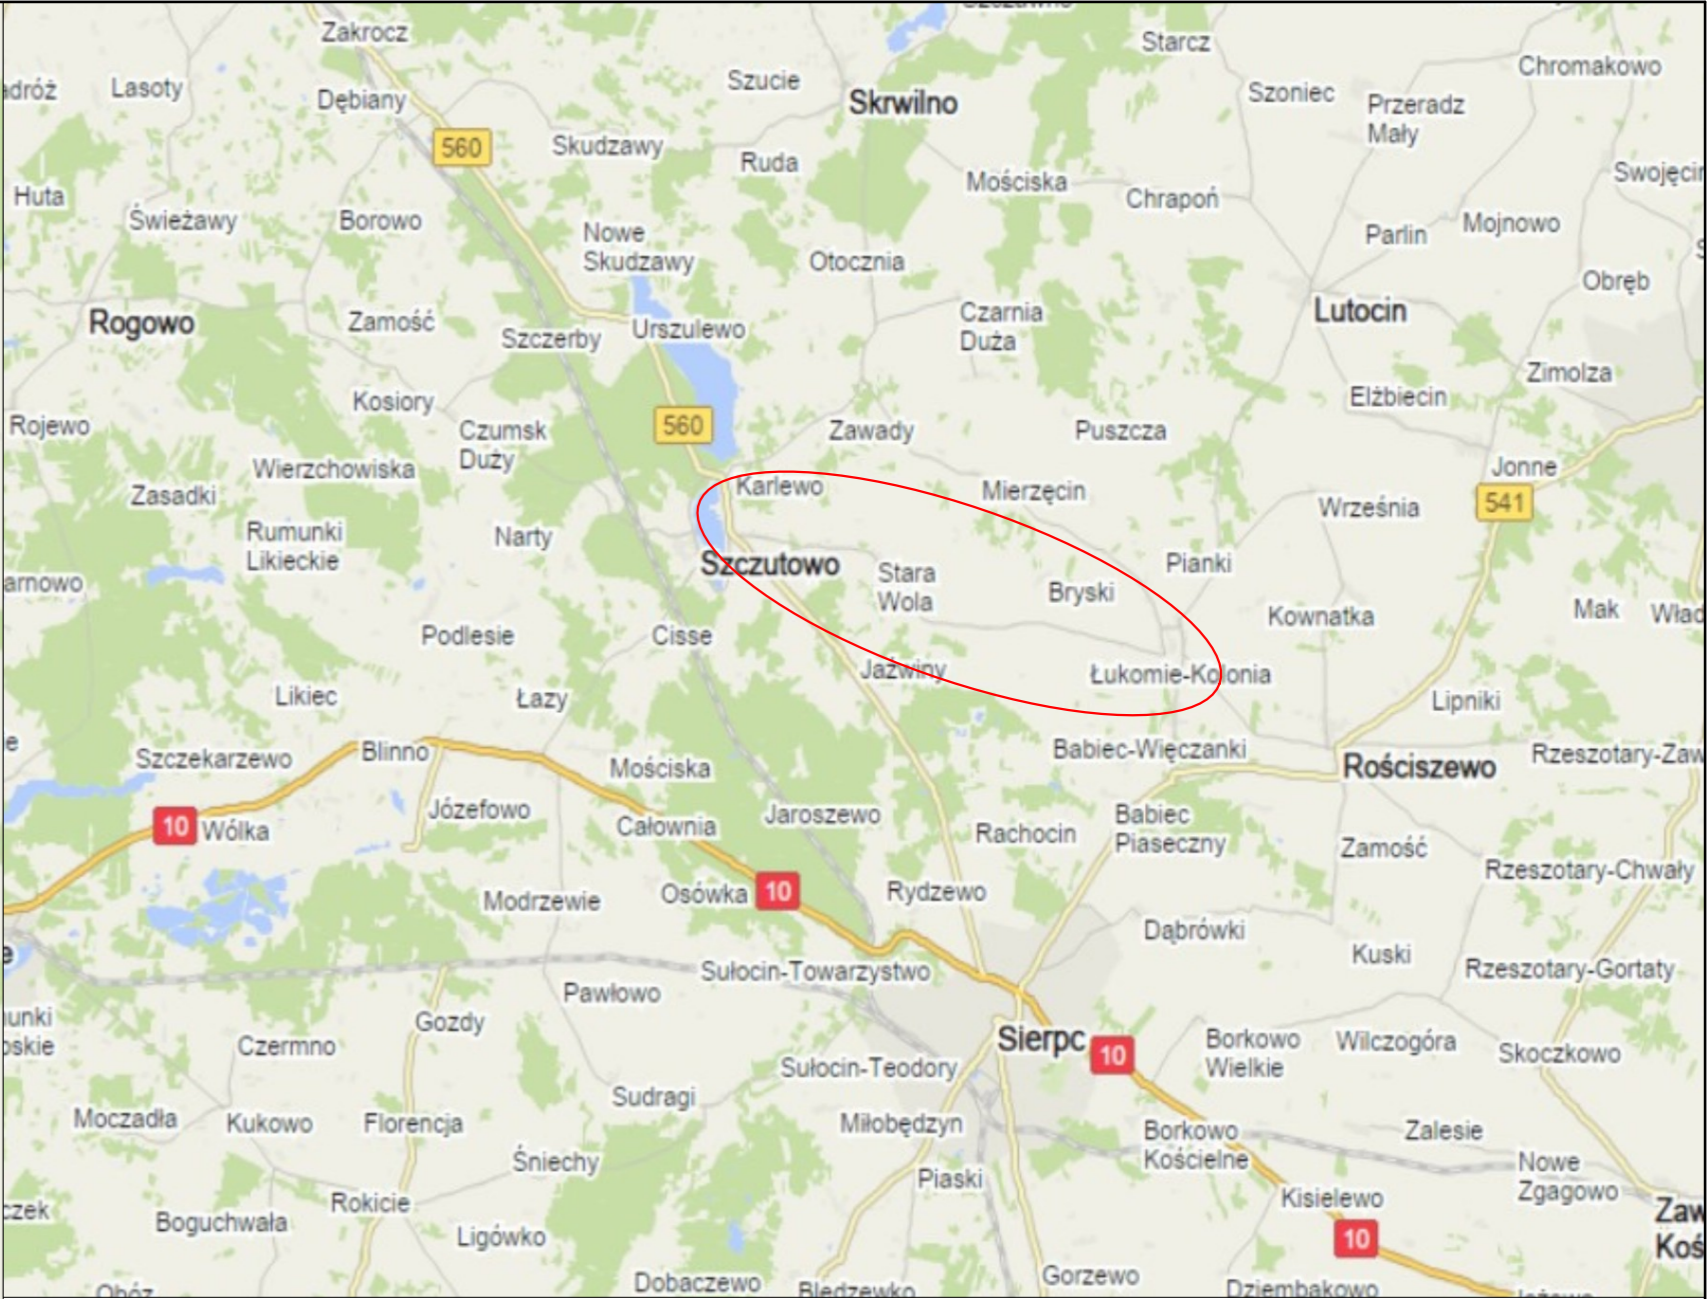 Zakrocz
Starcz
Chromakowo
Szucie
Lasoty
Dębiany
Skrwilno
Szoniec
Przeradz
Mały
560
Skudzawy
Ruda
Mościska
Chrapoń
Huta
Świeżawy
Borowo
Nowe
Skudzawy
Otocznia
Parlin
Mojnowo
Obręb
Rogowo
Zamość
Szczerby
Urszulewo
Czarnia
Duża
Lutocin
Zimolza
Kosiory
Elżbiecin
Rojewo
Czumsk
Duży
560
Zawady
Puszcza
Wierzchowiska
Zasadki
Karlewo
Mierzęcin
Jonne
541
Wrześnía
Rumunki
Likieckie
Narty
Szczutowo
Stara
Wola
Bryski
Pianki
Kownatka
Mak
Podlesie
Cisse
Jaźwiny
Łukomie-Kolonia
Likiec
Łazy
Lipniki
Szczekarzewo
Blinno
Mościska
Babiec-Więczanki
Rościszewo
10
Wólka
Józefowo
Całownia
Jaroszewo
Rachocin
Babiec
Piaseczny
Zamość
Rzeszotary-Chwały
Modrzewie
Osówka
10
Rydzewo
Dąbrówki
Kuski
Rzeszotary-Gortaty
Sułocin-Towarzystwo
Pawłowo
Gozdy
Czermno
Sierpc
10
Borkowo
Wielkie
Wilczogóra
Skoczkowo
Sułocin-Teodory
Sudragi
Moczadła
Kukowo
Florencja
Miłobędzyn
Borkowo
Kościelne
Zalesie
Śniechy
Piaski
Nowe
Zgagowo
Rokicie
Boguchwała
Kisielewo
Ligówko
10
Dobaczewo
Bledzewko
Gorzewo
Dziembakowo